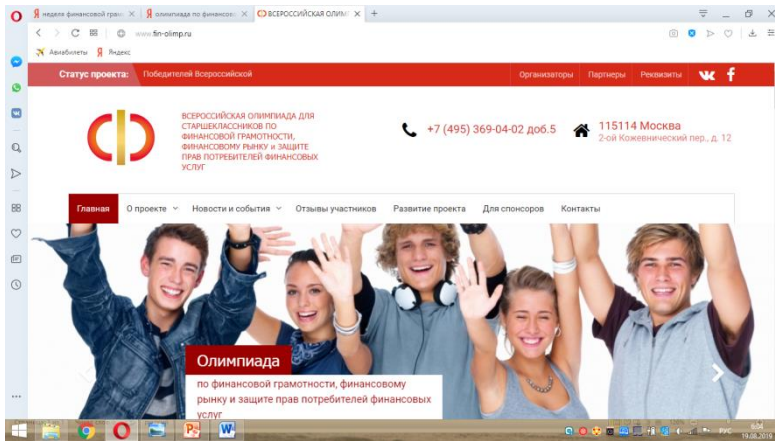 неделя финансовой грам
олимпиада по финансов
ВСЕРОССИЙСКАЯ ОЛИМП
www.fin-olimp.ru
Авиабилеты Яндекс
Статус проекта: Победителей Всероссийской Организаторы Партнеры Реквизиты
ВСЕРОССИЙСКАЯ ОЛИМПИАДА ДЛЯ
СТАРШЕКЛАССНИКОВ ПО
ФИНАНСОВОЙ ГРАМОТНОСТИ,
ФИНАНСОВОМУ РЫНКУ и ЗАЩИТЕ
ПРАВ ПОТРЕБИТЕЛЕЙ ФИНАНСОВЫХ
УСЛУГ
+7 (495) 369-04-02 доб.5
115114 Москва
2-ой Кожевнический пер., д. 12
Главная О проекте Новости и события Отзывы участников Развитие проекта Для спонсоров Контакты
Олимпиада
по финансовой грамотности, финансовому
рынку и защите прав потребителей финансовых
услуг
РУС
6:04
19.08.2019